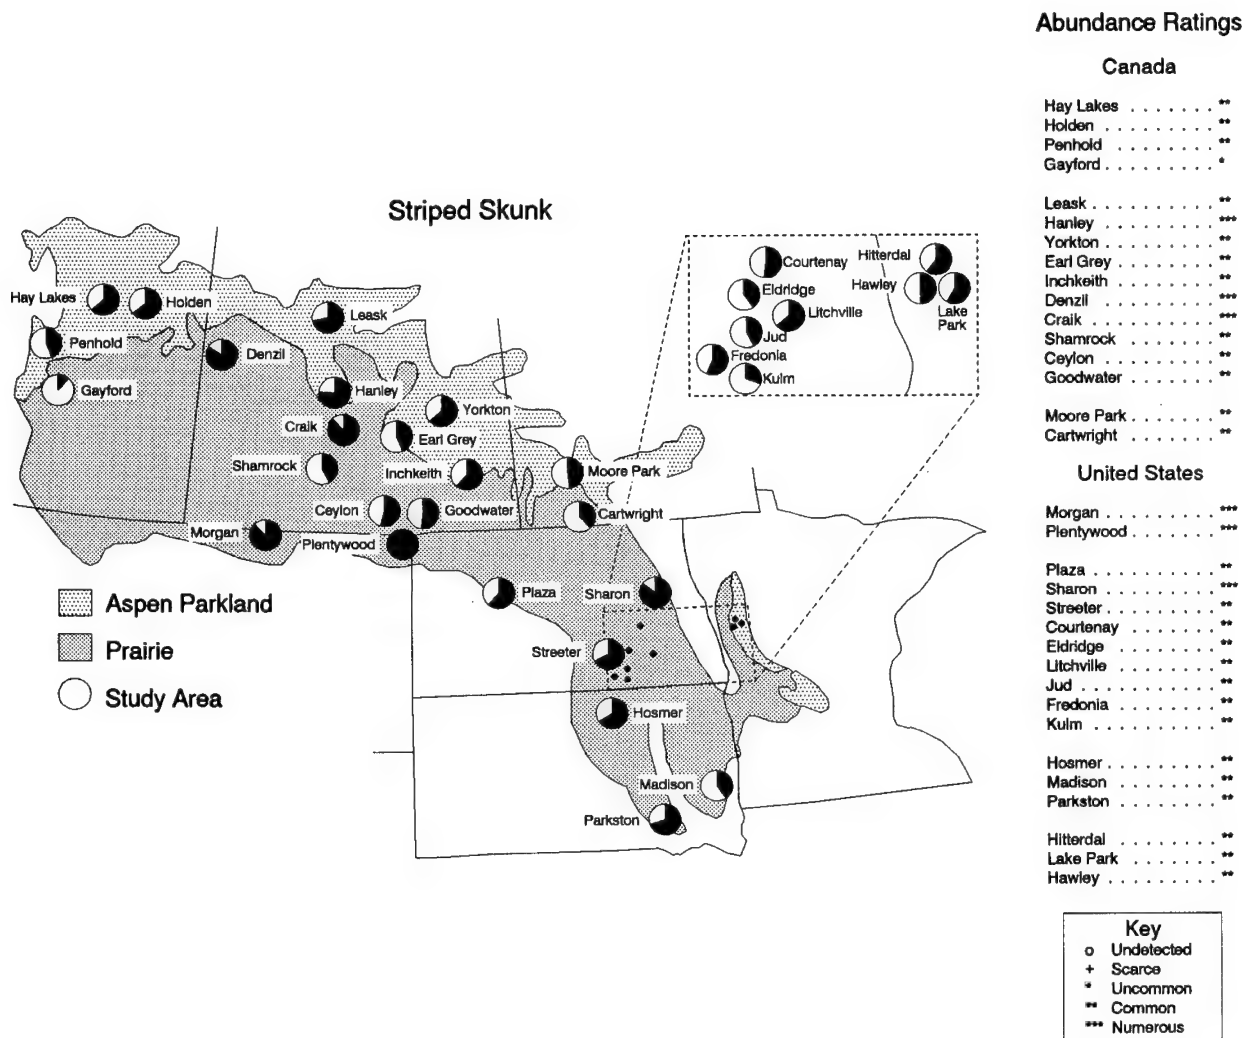 Striped Skunk
Hay Lakes
Holden
Leask
Penhold
Denzil
Gayford
Hanley
Yorkton
Craik
Earl Grey
Shamrock
Inchkeith
Moore Park
Ceylon
Goodwater
Cartwright
Morgan
Plentywood
Plaza
Sharon
Streeter
Hosmer
Madison
Parkston
Courtenay
Hitterdal
Eldridge
Hawley
Litchville
Lake
Park
Jud
Fredonia
Kulm
Aspen Parkland
Prairie
Study Area
Abundance Ratings
Canada
Hay Lakes . . . . . . . **
Holden . . . . . . . . . **
Penhold . . . . . . . . **
Gayford . . . . . . . . . *
Leask . . . . . . . . . . **
Hanley . . . . . . . . . ***
Yorkton . . . . . . . . . **
Earl Grey . . . . . . . . **
Inchkeith . . . . . . . . **
Denzil . . . . . . . . . . ***
Craik . . . . . . . . . . ***
Shamrock . . . . . . . **
Ceylon . . . . . . . . . **
Goodwater . . . . . . . **
Moore Park . . . . . . **
Cartwright . . . . . . . **
United States
Morgan . . . . . . . . . ***
Plentywood . . . . . . . ***
Plaza . . . . . . . . . . **
Sharon . . . . . . . . . ***
Streeter . . . . . . . . . **
Courtenay . . . . . . . **
Eldridge . . . . . . . . . **
Litchville . . . . . . . . **
Jud . . . . . . . . . . . **
Fredonia . . . . . . . . **
Kulm . . . . . . . . . . **
Hosmer . . . . . . . . . **
Madison . . . . . . . . **
Parkston . . . . . . . . **
Hitterdal . . . . . . . . **
Lake Park . . . . . . . **
Hawley . . . . . . . . . **
Key
o Undetected
+ Scarce
* Uncommon
** Common
*** Numerous